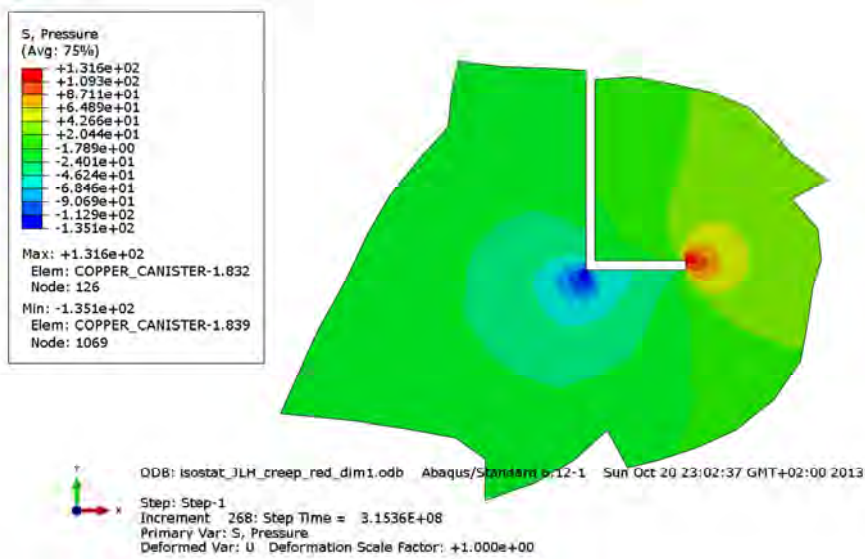 S, Pressure
(Avg: 75%)
+1.316e+02
+1.093e+02
+8.711e+01
+6.489e+01
+4.266e+01
+2.044e+01
-1.789e+00
-2.401e+01
-4.624e+01
-6.846e+01
-9.069e+01
-1.129e+02
-1.351e+02
Max: +1.316e+02
Elem: COPPER_CANISTER-1.832
Node: 126
Min: -1.351e+02
Elem: COPPER_CANISTER-1.839
Node: 1069
ODB: isostat_JLH_creep_red_dim1.odb Abaqus/Standard 6.12-1 Sun Oct 20 23:02:37 GMT+02:00 2013
Y
X
Step: Step-1
Increment 268: Step Time = 3.1536E+08
Primary Var: S, Pressure
Deformed Var: U Deformation Scale Factor: +1.000e+00